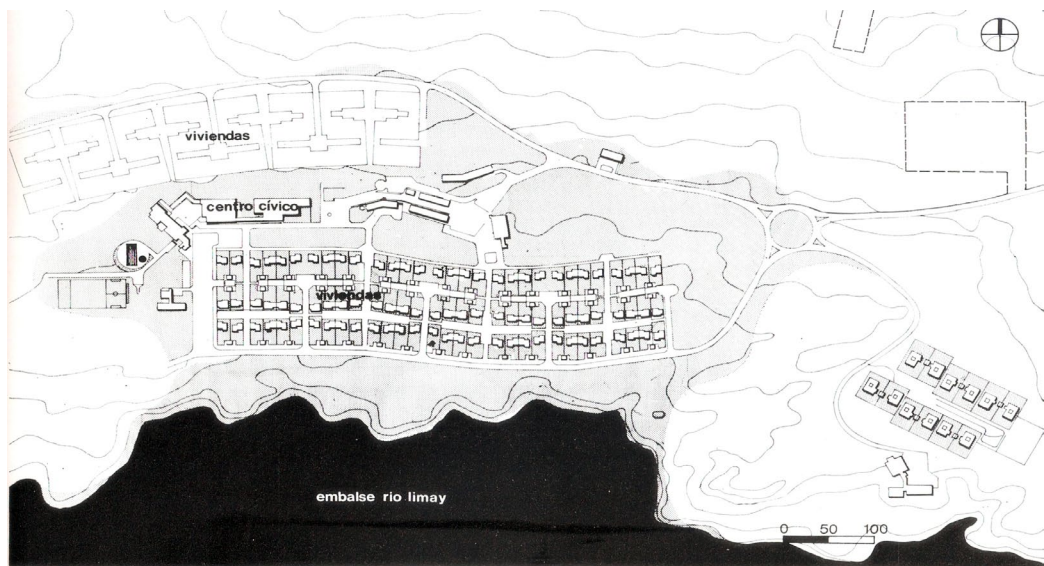 viviendas
centro cívico
viviendas
embalse rio limay
0 50 100